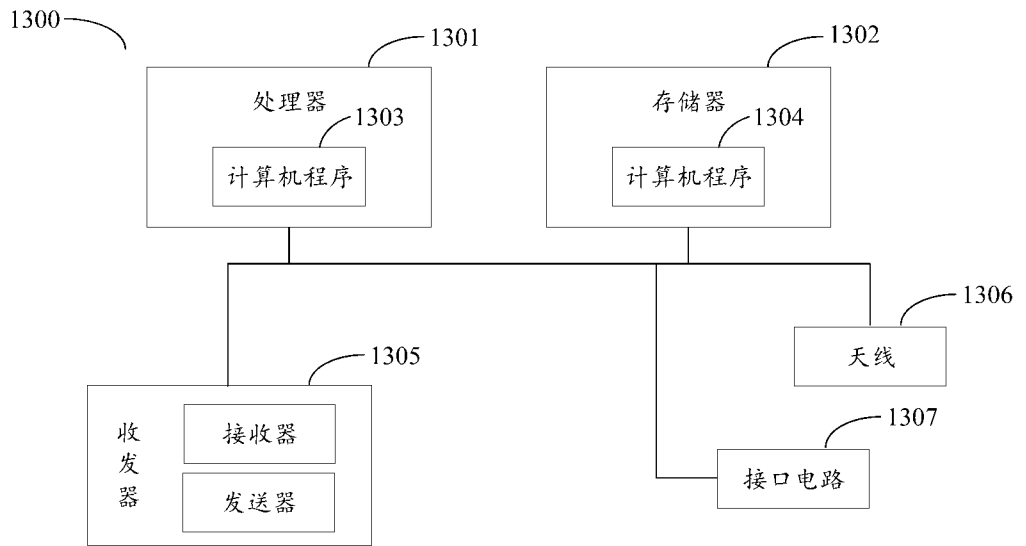 1300
1301
1302
处理器
存储器
1303
1304
计算机程序
计算机程序
1306
天线
1305
收发器
接收器
发送器
1307
接口电路